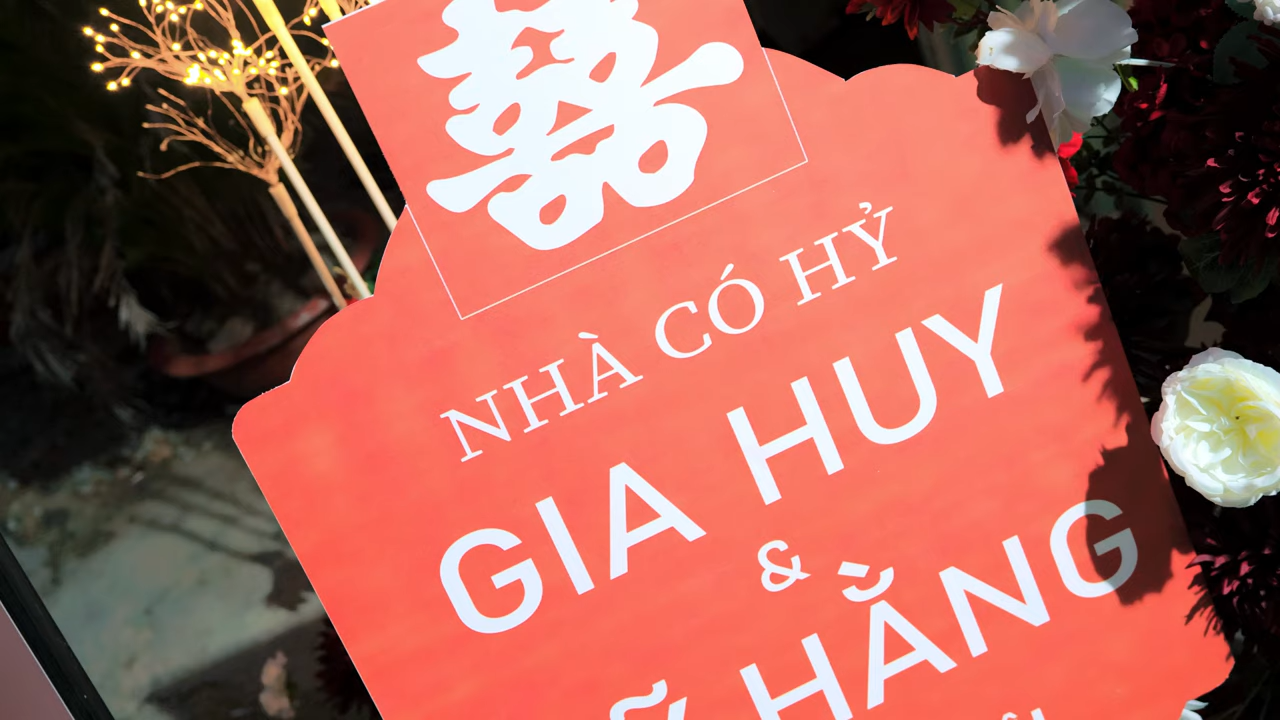 囍
NHÀ CÓ HỶ
GIA HUY
&
HẰNG